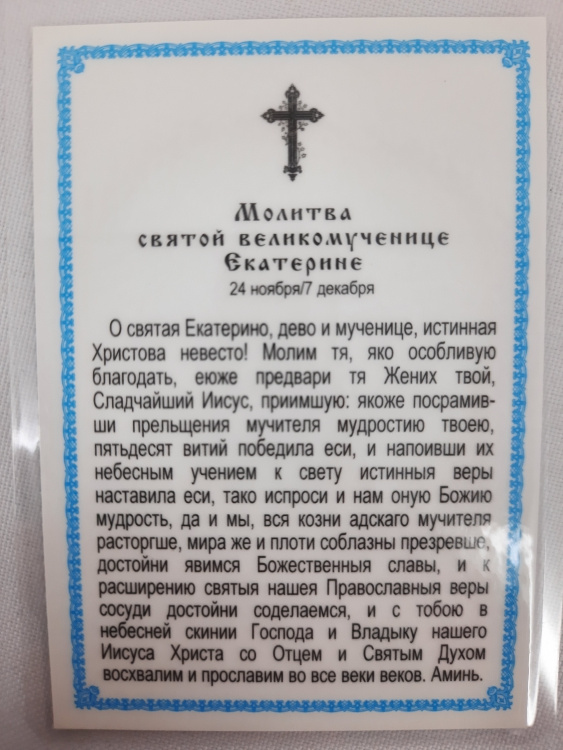 Молитва
святой великомученице
Екатерине
24 ноября/7 декабря
О святая Екатерино, дево и мученице, истинная
Христова невесто! Молим тя, яко особливую
благодать, еюже предвари тя Жених твой,
Сладчайший Иисус, приимшую: якоже посрамив-
ши прельщения мучителя мудростию твоею,
пятьдесят витий победила еси, и напоивши их
небесным учением к свету истинныя веры
наставила еси, тако испроси и нам оную Божию
мудрость, да и мы, вся козни адскаго мучителя
расторгше, мира же и плоти соблазны презревше,
достойни явимся Божественныя славы, и к
расширению святыя нашея Православныя веры
сосуди достойни соделаемся, и с тобою в
небесней скинии Господа и Владыку нашего
Иисуса Христа со Отцем и Святым Духом
восхвалим и прославим во все веки веков. Аминь.